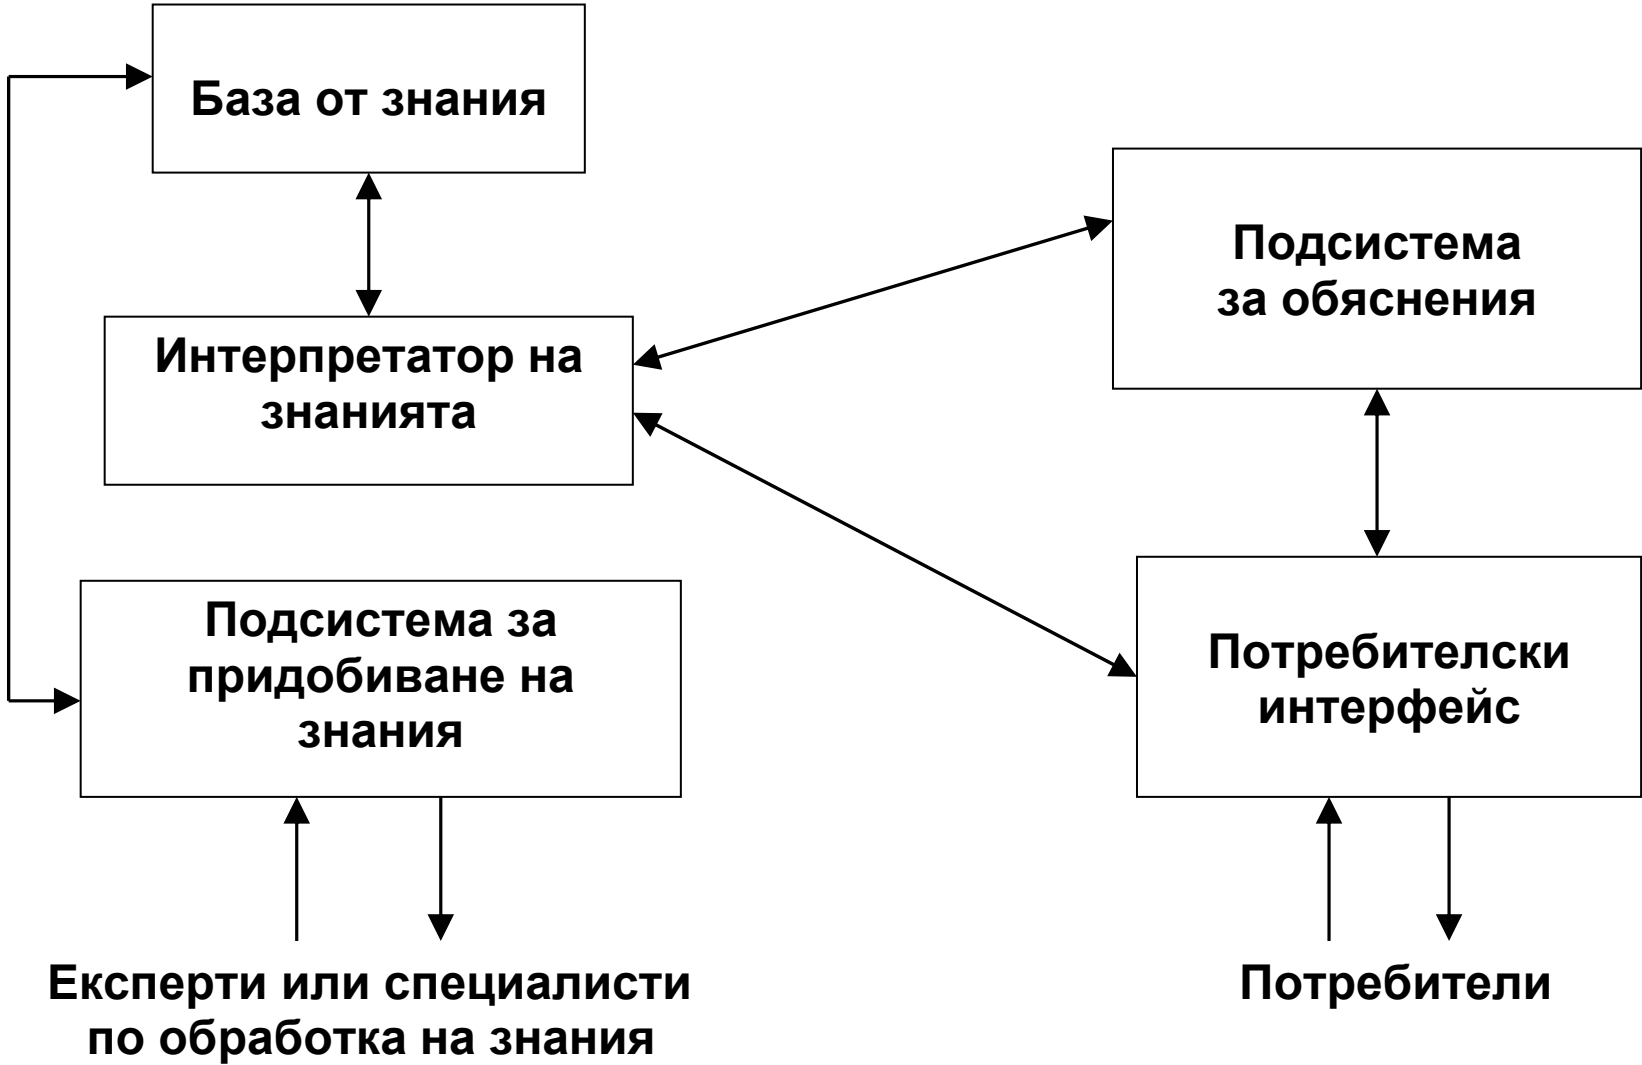 База от знания
Подсистема
за обяснения
Интерпретатор на
знанията
Подсистема за
придобиване на
знания
Потребителски
интерфейс
Експерти или специалисти
по обработка на знания
Потребители